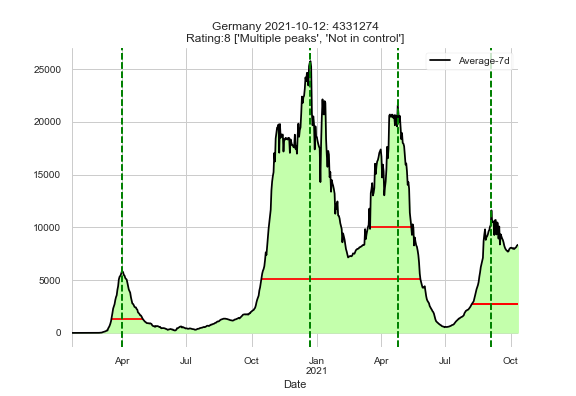 Germany 2021-10-12: 4331274
Rating:8 ['Multiple peaks', 'Not in control']
Average-7d
25000
20000
15000
10000
5000
0
Apr Jul Oct Jan Apr Jul Oct
2021
Date